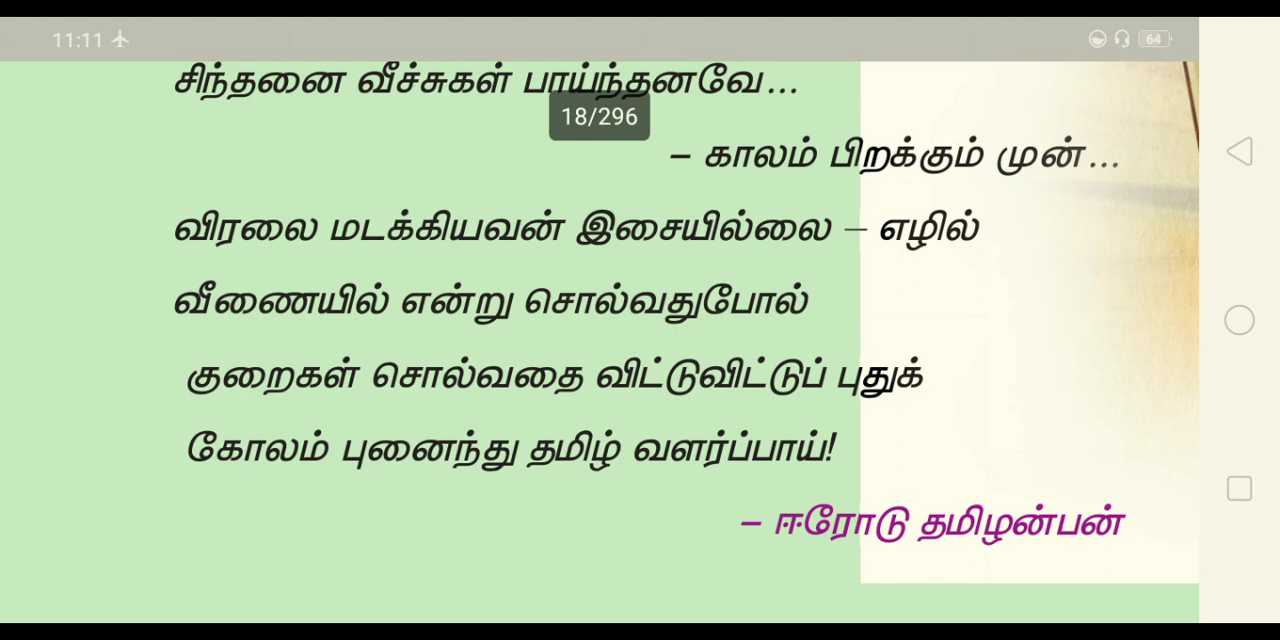 11:11
64
சிந்தனை வீச்சுகள் பாய்ந்தனவே...
18/296
– காலம் பிறக்கும் முன்...
விரலை மடக்கியவன் இசையில்லை – எழில்
வீணையில் என்று சொல்வதுபோல்
குறைகள் சொல்வதை விட்டுவிட்டுப் புதுக்
கோலம் புனைந்து தமிழ் வளர்ப்பாய்!
– ஈரோடு தமிழன்பன்